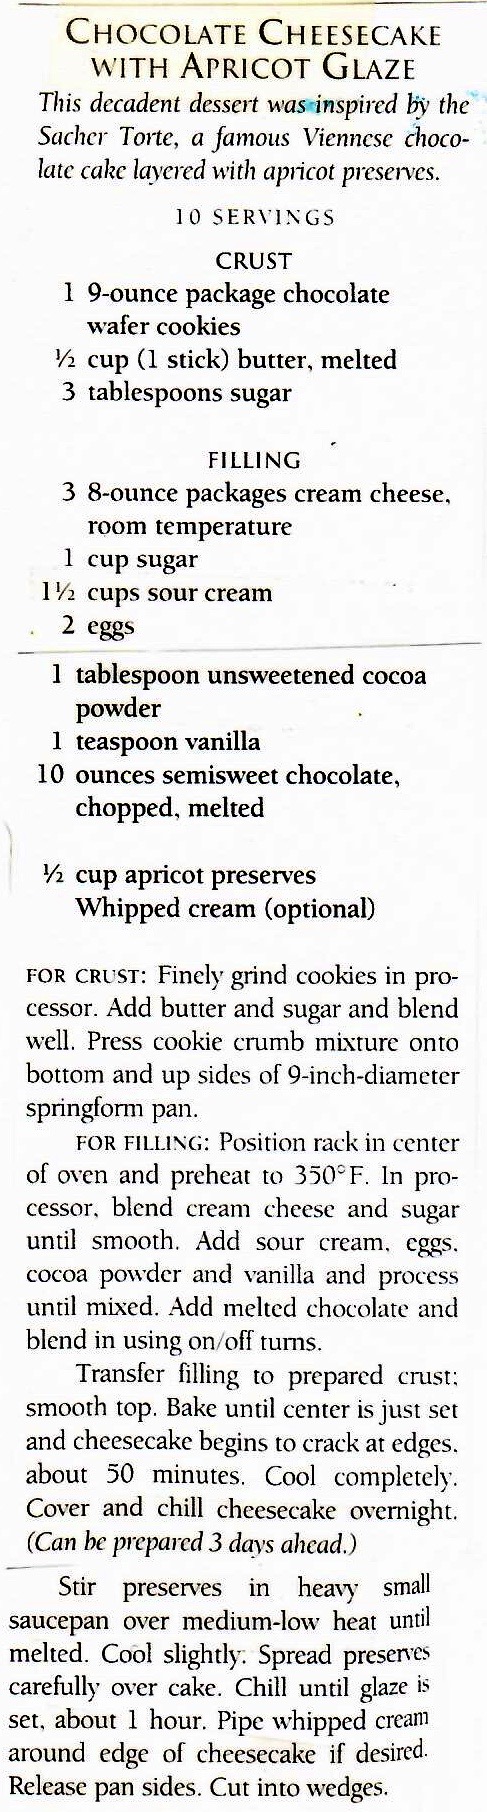 CHOCOLATE CHEESECAKE
WITH APRICOT GLAZE
This decadent dessert was inspired by the
Sacher Torte, a famous Viennese choco-
late cake layered with apricot preserves.
10 SERVINGS
CRUST
1 9-ounce package chocolate
wafer cookies
½ cup (1 stick) butter, melted
3 tablespoons sugar
FILLING
3 8-ounce packages cream cheese,
room temperature
1 cup sugar
1½ cups sour cream
2 eggs
1 tablespoon unsweetened cocoa
powder
1 teaspoon vanilla
10 ounces semisweet chocolate,
chopped, melted
½ cup apricot preserves
Whipped cream (optional)
FOR CRUST: Finely grind cookies in pro-
cessor. Add butter and sugar and blend
well. Press cookie crumb mixture onto
bottom and up sides of 9-inch-diameter
springform pan.
FOR FILLING: Position rack in center
of oven and preheat to 350°F. In pro-
cessor, blend cream cheese and sugar
until smooth. Add sour cream, eggs,
cocoa powder and vanilla and process
until mixed. Add melted chocolate and
blend in using on/off turns.
Transfer filling to prepared crust;
smooth top. Bake until center is just set
and cheesecake begins to crack at edges,
about 50 minutes. Cool completely.
Cover and chill cheesecake overnight.
(Can be prepared 3 days ahead.)
Stir preserves in heavy small
saucepan over medium-low heat until
melted. Cool slightly. Spread preserves
carefully over cake. Chill until glaze is
set, about 1 hour. Pipe whipped cream
around edge of cheesecake if desired.
Release pan sides. Cut into wedges.